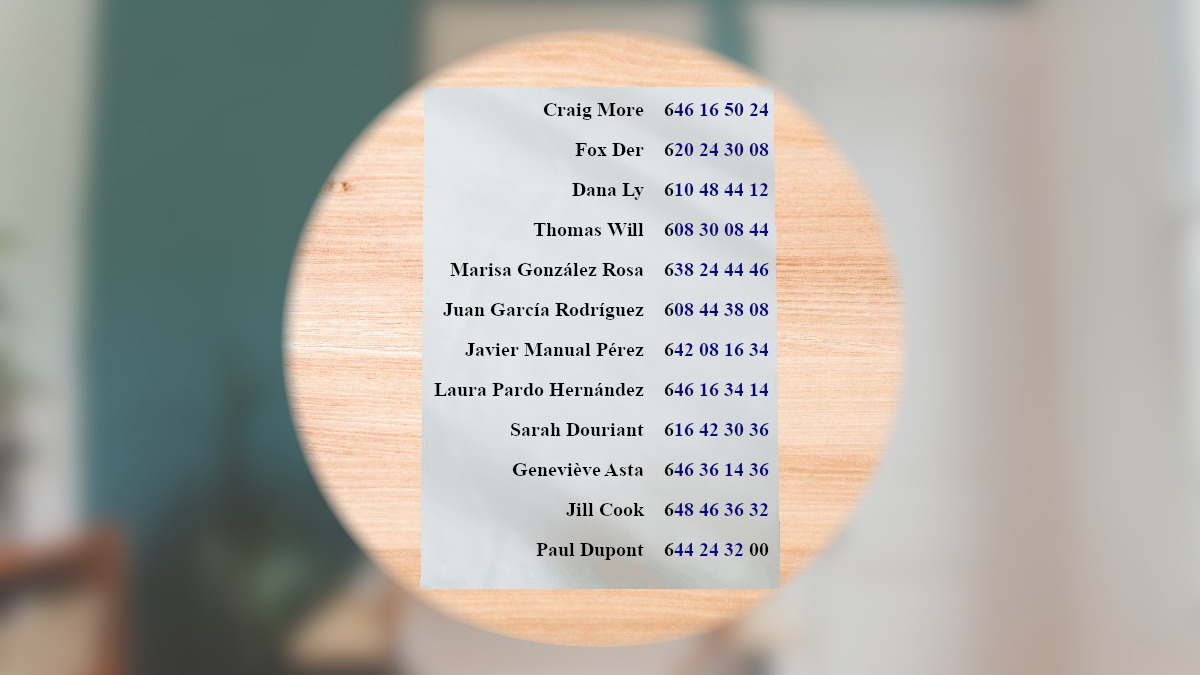 Craig More 646 16 50 24
Fox Der 620 24 30 08
Dana Ly 610 48 44 12
Thomas Will 608 30 08 44
Marisa González Rosa 638 24 44 46
Juan García Rodríguez 608 44 38 08
Javier Manual Pérez 642 08 16 34
Laura Pardo Hernández 646 16 34 14
Sarah Douriant 616 42 30 36
Geneviève Asta 646 36 14 36
Jill Cook 648 46 36 32
Paul Dupont 644 24 32 00